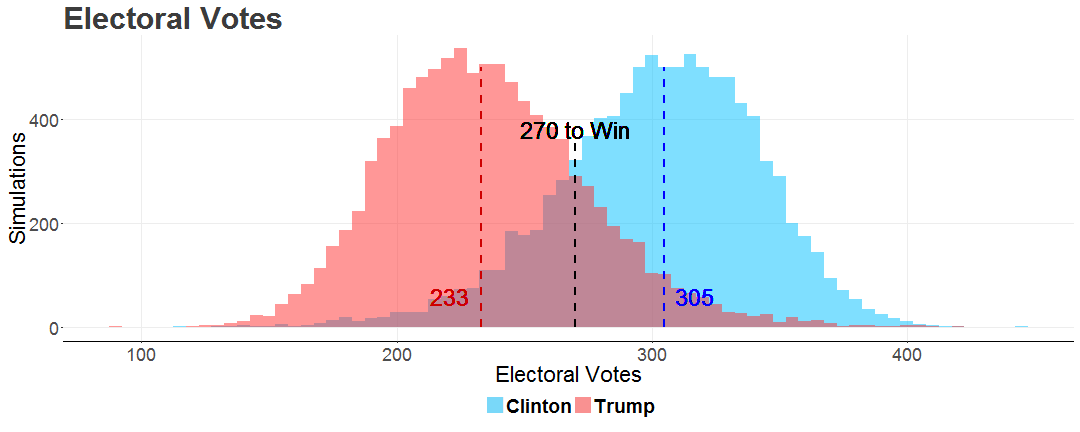 Electoral Votes
Simulations
400
200
0
270 to Win
233
305
100 200 300 400
Electoral Votes
Clinton Trump